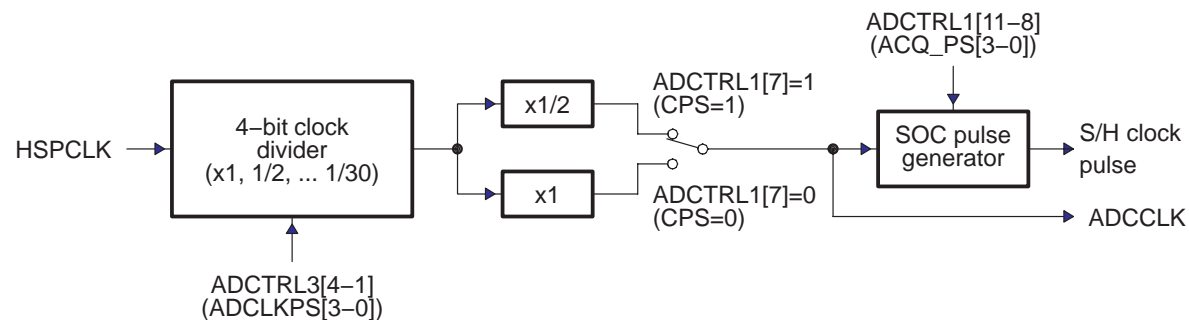 ADCTRL1[11−8]
(ACQ_PS[3−0])
HSPCLK
4−bit clock
divider
(x1, 1/2, ... 1/30)
x1/2
ADCTRL1[7]=1
(CPS=1)
x1
ADCTRL1[7]=0
(CPS=0)
SOC pulse
generator
S/H clock
pulse
ADCCLK
ADCTRL3[4−1]
(ADCLKPS[3−0])